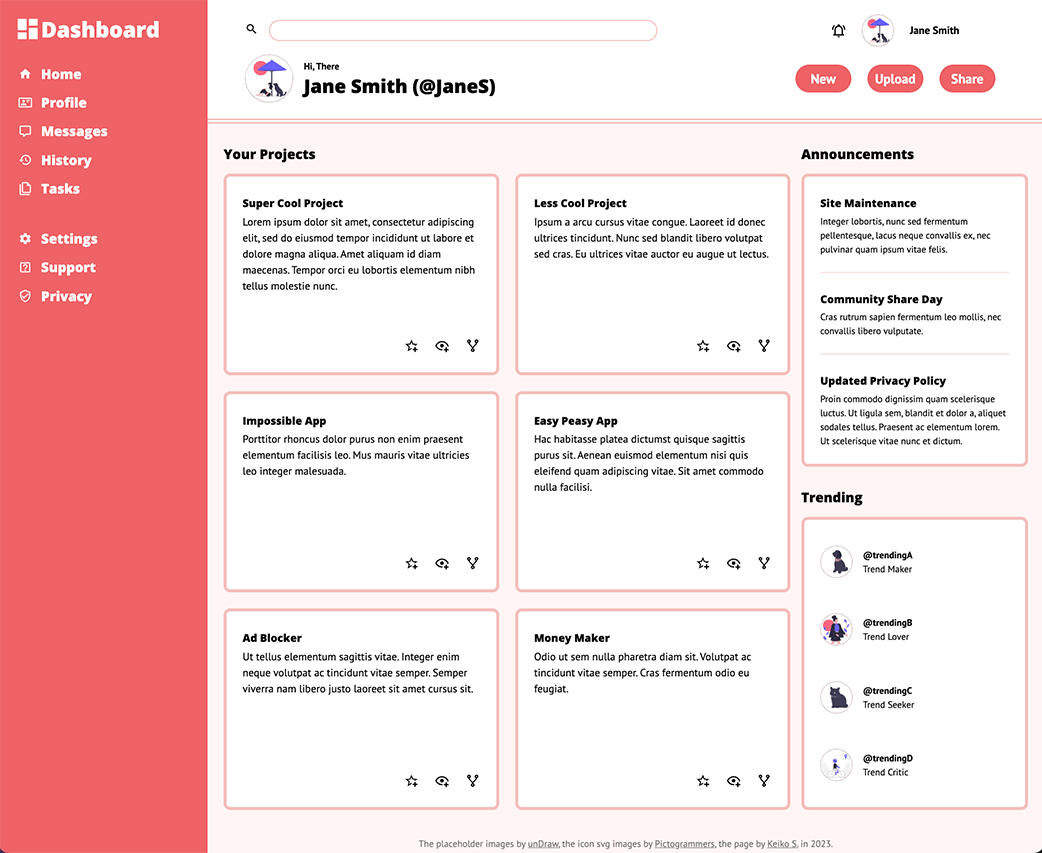 Dashboard
Home
Profile
Messages
History
Tasks
Settings
Support
Privacy
Jane Smith
Hi, There
Jane Smith (@JaneS)
New
Upload
Share
Your Projects
Super Cool Project
Lorem ipsum dolor sit amet, consectetur adipiscing
elit, sed do eiusmod tempor incididunt ut labore et
dolore magna aliqua. Amet aliquam id diam
maecenas. Tempor orci eu lobortis elementum nibh
tellus molestie nunc.
Less Cool Project
Ipsum a arcu cursus vitae congue. Laoreet id donec
ultrices tincidunt. Nunc sed blandit libero volutpat
sed cras. Eu ultrices vitae auctor eu augue ut lectus.
Impossible App
Porttitor rhoncus dolor purus non enim praesent
elementum facilisis leo. Mus mauris vitae ultricies
leo integer malesuada.
Easy Peasy App
Hac habitasse platea dictumst quisque sagittis
purus sit. Aenean euismod elementum nisi quis
eleifend quam adipiscing vitae. Sit amet commodo
nulla facilisi.
Ad Blocker
Ut tellus elementum sagittis vitae. Integer enim
neque volutpat ac tincidunt vitae semper. Semper
viverra nam libero justo laoreet sit amet cursus sit.
Money Maker
Odio ut sem nulla pharetra diam sit. Volutpat ac
tincidunt vitae semper. Cras fermentum odio eu
feugiat.
Announcements
Site Maintenance
Integer lobortis, nunc sed fermentum
pellentesque, lacus neque convallis ex, nec
pulvinar quam ipsum vitae felis.
Community Share Day
Cras rutrum sapien fermentum leo mollis, nec
convallis libero vulputate.
Updated Privacy Policy
Proin commodo dignissim quam scelerisque
luctus. Ut ligula sem, blandit et dolor a, aliquet
sodales tellus. Praesent ac elementum lorem.
Ut scelerisque vitae nunc et dictum.
Trending
@trendingA
Trend Maker
@trendingB
Trend Lover
@trendingC
Trend Seeker
@trendingD
Trend Critic
The placeholder images by unDraw, the icon svg images by Pictogrammers, the page by Keiko S. in 2023.